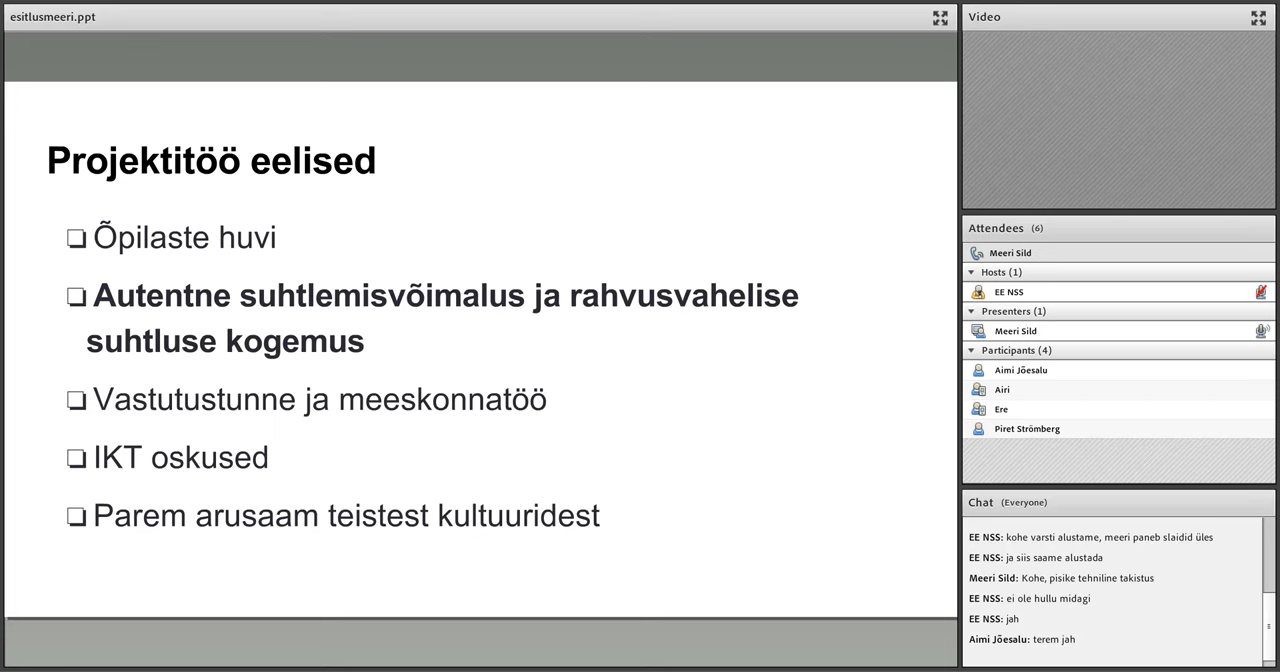 esitlusmeeri.ppt
Projektitöö eelised
❏ Õpilaste huvi
❏ Autentne suhtlemisvõimalus ja rahvusvahelise
suhtluse kogemus
❏ Vastutustunne ja meeskonnatöö
❏ IKT oskused
❏ Parem arusaam teistest kultuuridest
Video
Attendees (6)
Meeri Sild
Hosts (1)
EE NSS
Presenters (1)
Meeri Sild
Participants (4)
Aimi Jõesalu
Airi
Ere
Piret Strömberg
Chat (Everyone)
EE NSS: kohe varsti alustame, meeri paneb slaidid üles
EE NSS: ja siis saame alustada
Meeri Sild: Kohe, pisike tehniline takistus
EE NSS: ei ole hullu midagi
EE NSS: jah
Aimi Jõesalu: terem jah